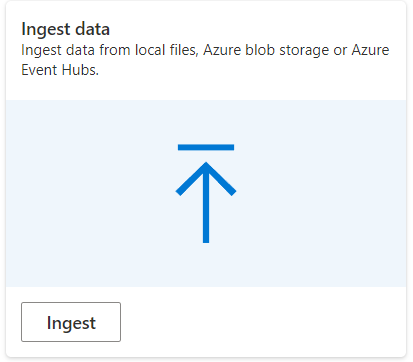 Ingest data
Ingest data from local files, Azure blob storage or Azure
Event Hubs.
Ingest